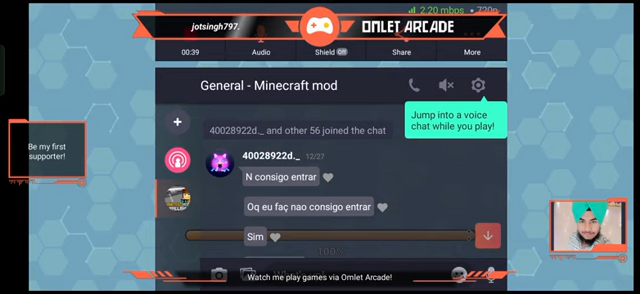 jotsingh797.
OMLET ARCADE
2.20 mbps • 720p
00:39
Audio
Shield Off
Share
More
General - Minecraft mod
Jump into a voice
chat while you play!
40028922d._ and other 56 joined the chat
Be my first
supporter!
40028922d._ 12/27
N consigo entrar
Oq eu faç nao consigo entrar
Sim
100%
Watch me play games via Omlet Arcade!